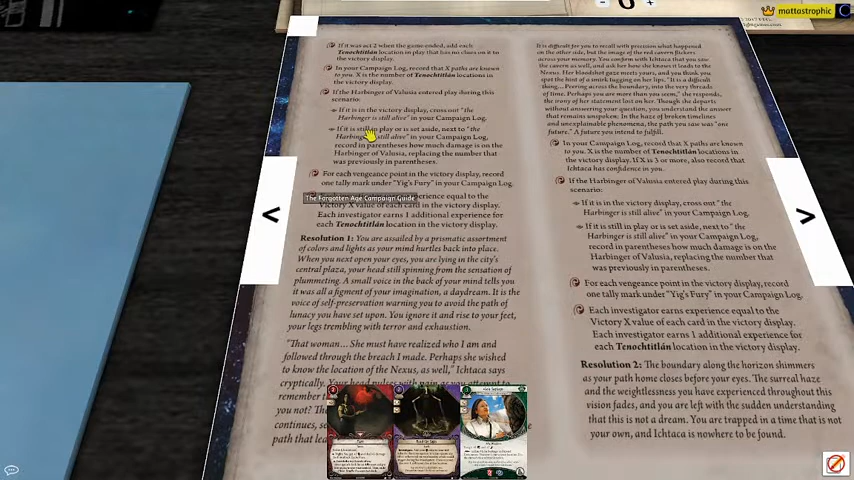 If it was act 2 when the game ended, add each
Tenochtitlán location in play that has no clues on it to
the victory display.
In your Campaign Log, record that X paths are known
to you. X is the number of Tenochtitlán locations in
the victory display.
If the Harbinger of Valusia entered play during this
scenario:
If it is in the victory display, cross out "the
Harbinger is still alive" in your Campaign Log.
If it is still in play or is set aside, next to "the
Harbinger is still alive" in your Campaign Log,
record in parentheses how much damage is on the
Harbinger of Valusia, replacing the number that
was previously in parentheses.
For each vengeance point in the victory display, record
one tally mark under "Yig's Fury" in your Campaign Log.
The Forgotten Age Campaign Guide
experience equal to the
Victory X value of each card in the victory display.
Each investigator earns 1 additional experience for
each Tenochtitlán location in the victory display.
Resolution 1: You are assailed by a prismatic assortment
of colors and lights as your mind hurtles back into place.
When you next open your eyes, you are lying in the city's
central plaza, your head still spinning from the sensation of
plummeting. A small voice in the back of your mind tells you
it was all a figment of your imagination, a daydream. It is the
voice of self-preservation warning you to avoid the path of
lunacy you have set upon. You ignore it and rise to your feet,
your legs trembling with terror and exhaustion.
"That woman... She must have realized who I am and
followed through the breach I made. Perhaps she wished
to know the location of the Nexus, as well," Ichtaca says
cryptically. Your head pulses with pain as you attempt to
remember
you not? The
continues, se
path that lea
It is difficult for you to recall with precision what happened
on the other side, but the image of the red cavern flickers
across your memory. You confirm with Ichtaca that you saw
the cavern as well, and ask her how she knows it leads to the
Nexus. Her bloodshot gaze meets yours, and you think you
spot the hint of a smirk tugging on her lips. "It is a difficult
thing... Peering across the boundary, into the very threads
of time. Perhaps you are more than you seem," she responds,
the irony of her statement lost on her. Though she departs
without answering your question, you understand the answer
that remains unspoken: In the haze of broken timelines
and unexplainable phenomena, the path you saw was "one
future." A future you intend to fulfill.
In your Campaign Log, record that X paths are known
to you. X is the number of Tenochtitlán locations in
the victory display. If X is 3 or more, also record that
Ichtaca has confidence in you.
If the Harbinger of Valusia entered play during this
scenario:
If it is in the victory display, cross out "the
Harbinger is still alive" in your Campaign Log.
If it is still in play or is set aside, next to "the
Harbinger is still alive" in your Campaign Log,
record in parentheses how much damage is on the
Harbinger of Valusia, replacing the number that
was previously in parentheses.
For each vengeance point in the victory display, record
one tally mark under "Yig's Fury" in your Campaign Log.
Each investigator earns experience equal to the
Victory X value of each card in the victory display.
Each investigator earns 1 additional experience for
each Tenochtitlán location in the victory display.
Resolution 2: The boundary along the horizon shimmers
as your path home closes before your eyes. The surreal haze
and the weightlessness you have experienced throughout this
vision fades, and you are left with the sudden understanding
that this is not a dream. You are trapped in a time that is not
your own, and Ichtaca is nowhere to be found.
mattastrophic